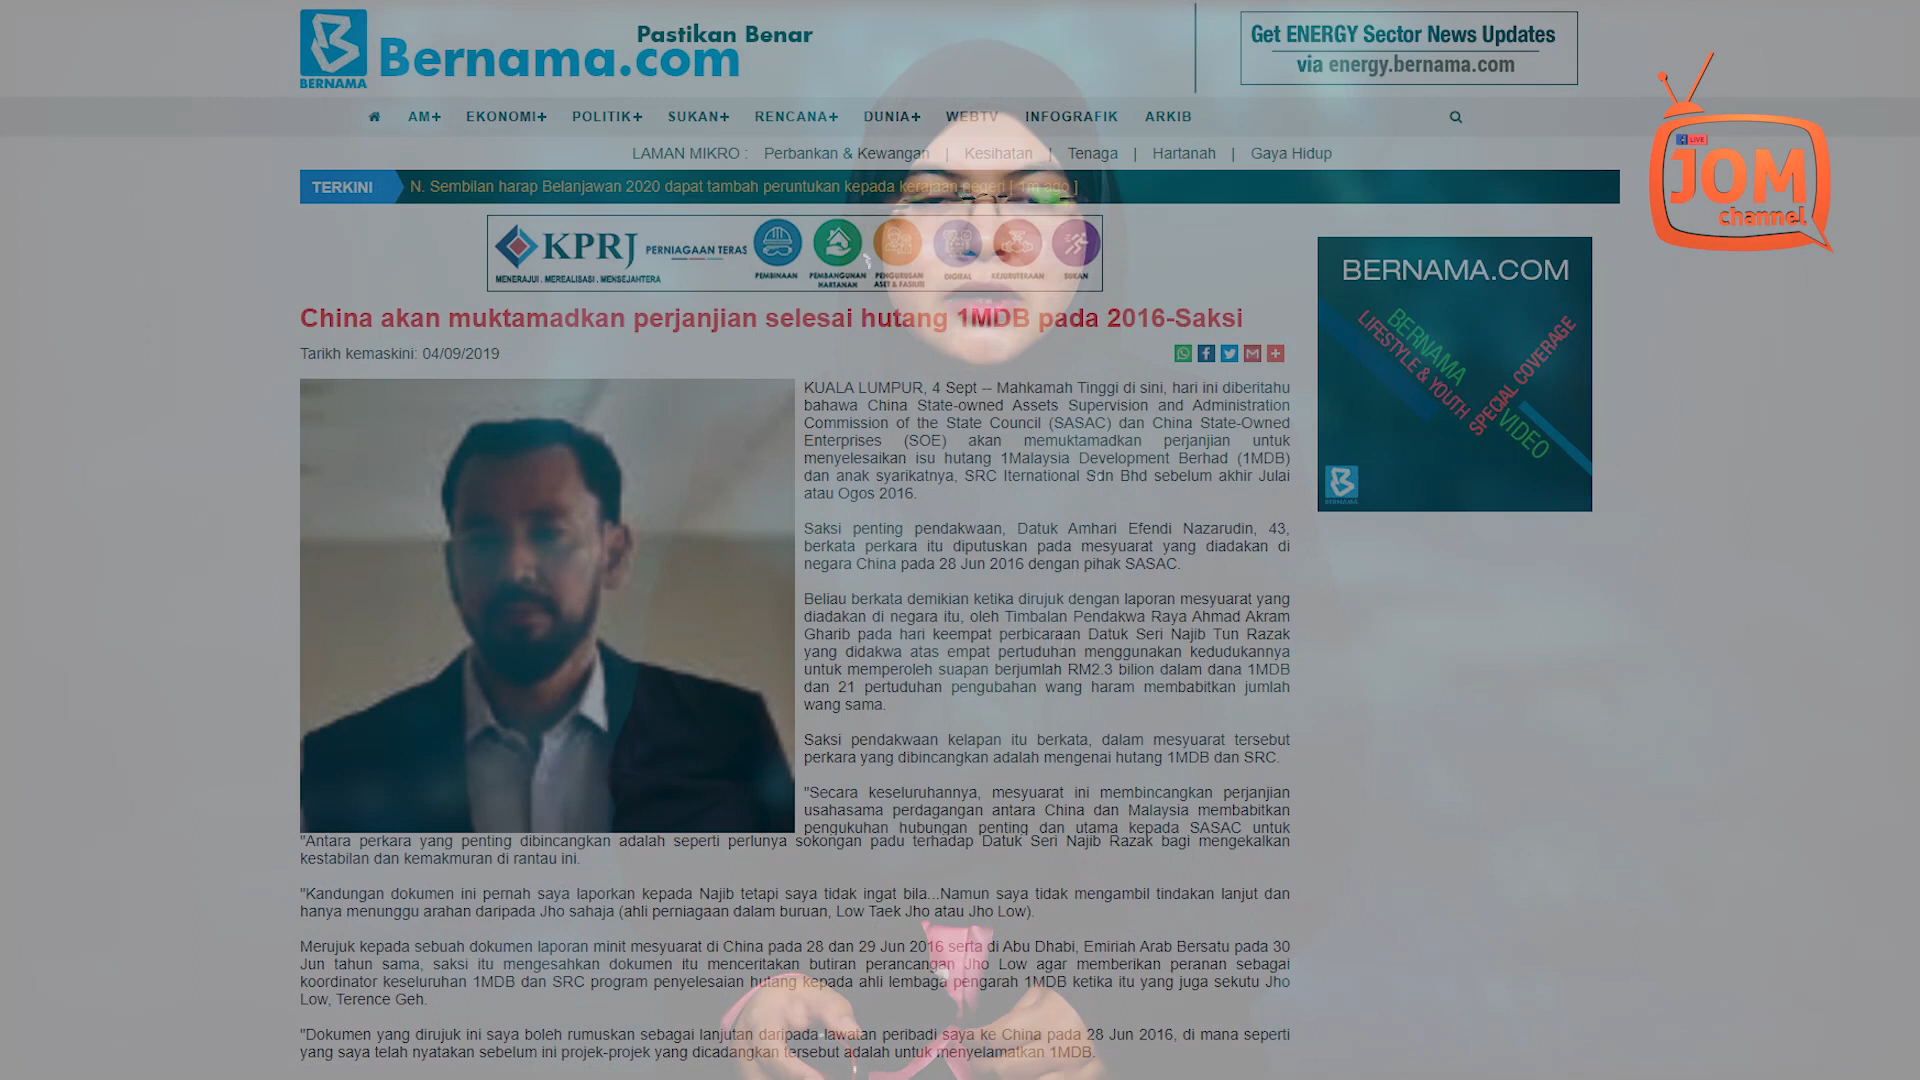 BERNAMA
Bernama.com
Pastikan Benar
Get ENERGY Sector News Updates
via energy.bernama.com
AM+ EKONOMI+ POLITIK+ SUKAN+ RENCANA+ DUNIA+ WEBTV INFOGRAFIK ARKIB
LAMAN MIKRO : Perbankan & Kewangan | Kesihatan | Tenaga | Hartanah | Gaya Hidup
TERKINI N. Sembilan harap Belanjawan 2020 dapat tambah peruntukan kepada kerajaan negeri [ 1m ago ]
LIVE
JOM
channel
KPRJ PERNIAGAAN TERAS
MENERAJUI . MEREALISASI . MENSEJAHTERA
PEMBINAAN
PEMBANGUNAN HARTANAH
PENGURUSAN ASET & FASILITI
DIGITAL
KEJURUTERAAN
SUKAN
BERNAMA.COM
BERNAMA
LIFESTYLE & YOUTH
SPECIAL COVERAGE
VIDEO
BERNAMA
China akan muktamadkan perjanjian selesai hutang 1MDB pada 2016-Saksi
Tarikh kemaskini: 04/09/2019
KUALA LUMPUR, 4 Sept -- Mahkamah Tinggi di sini, hari ini diberitahu
bahawa China State-owned Assets Supervision and Administration
Commission of the State Council (SASAC) dan China State-Owned
Enterprises (SOE) akan memuktamadkan perjanjian untuk
menyelesaikan isu hutang 1Malaysia Development Berhad (1MDB)
dan anak syarikatnya, SRC Iternational Sdn Bhd sebelum akhir Julai
atau Ogos 2016.
Saksi penting pendakwaan, Datuk Amhari Efendi Nazarudin, 43,
berkata perkara itu diputuskan pada mesyuarat yang diadakan di
negara China pada 28 Jun 2016 dengan pihak SASAC.
Beliau berkata demikian ketika dirujuk dengan laporan mesyuarat yang
diadakan di negara itu, oleh Timbalan Pendakwa Raya Ahmad Akram
Gharib pada hari keempat perbicaraan Datuk Seri Najib Tun Razak
yang didakwa atas empat pertuduhan menggunakan kedudukannya
untuk memperoleh suapan berjumlah RM2.3 bilion dalam dana 1MDB
dan 21 pertuduhan pengubahan wang haram membabitkan jumlah
wang sama.
Saksi pendakwaan kelapan itu berkata, dalam mesyuarat tersebut
perkara yang dibincangkan adalah mengenai hutang 1MDB dan SRC.
"Secara keseluruhannya, mesyuarat ini membincangkan perjanjian
usahasama perdagangan antara China dan Malaysia membabitkan
pengukuhan hubungan penting dan utama kepada SASAC untuk
"Antara perkara yang penting dibincangkan adalah seperti perlunya sokongan padu terhadap Datuk Seri Najib Razak bagi mengekalkan
kestabilan dan kemakmuran di rantau ini.
"Kandungan dokumen ini pernah saya laporkan kepada Najib tetapi saya tidak ingat bila...Namun saya tidak mengambil tindakan lanjut dan
hanya menunggu arahan daripada Jho sahaja (ahli perniagaan dalam buruan, Low Taek Jho atau Jho Low).
Merujuk kepada sebuah dokumen laporan minit mesyuarat di China pada 28 dan 29 Jun 2016 serta di Abu Dhabi, Emiriah Arab Bersatu pada 30
Jun tahun sama, saksi itu mengesahkan dokumen itu menceritakan butiran perancangan Jho Low agar memberikan peranan sebagai
koordinator keseluruhan 1MDB dan SRC program penyelesaian hutang kepada ahli lembaga pengarah 1MDB ketika itu yang juga sekutu Jho
Low, Terence Geh.
"Dokumen yang dirujuk ini saya boleh rumuskan sebagai lanjutan daripada lawatan peribadi saya ke China pada 28 Jun 2016, di mana seperti
yang saya telah nyatakan sebelum ini projek-projek yang dicadangkan tersebut adalah untuk menyelamatkan 1MDB.